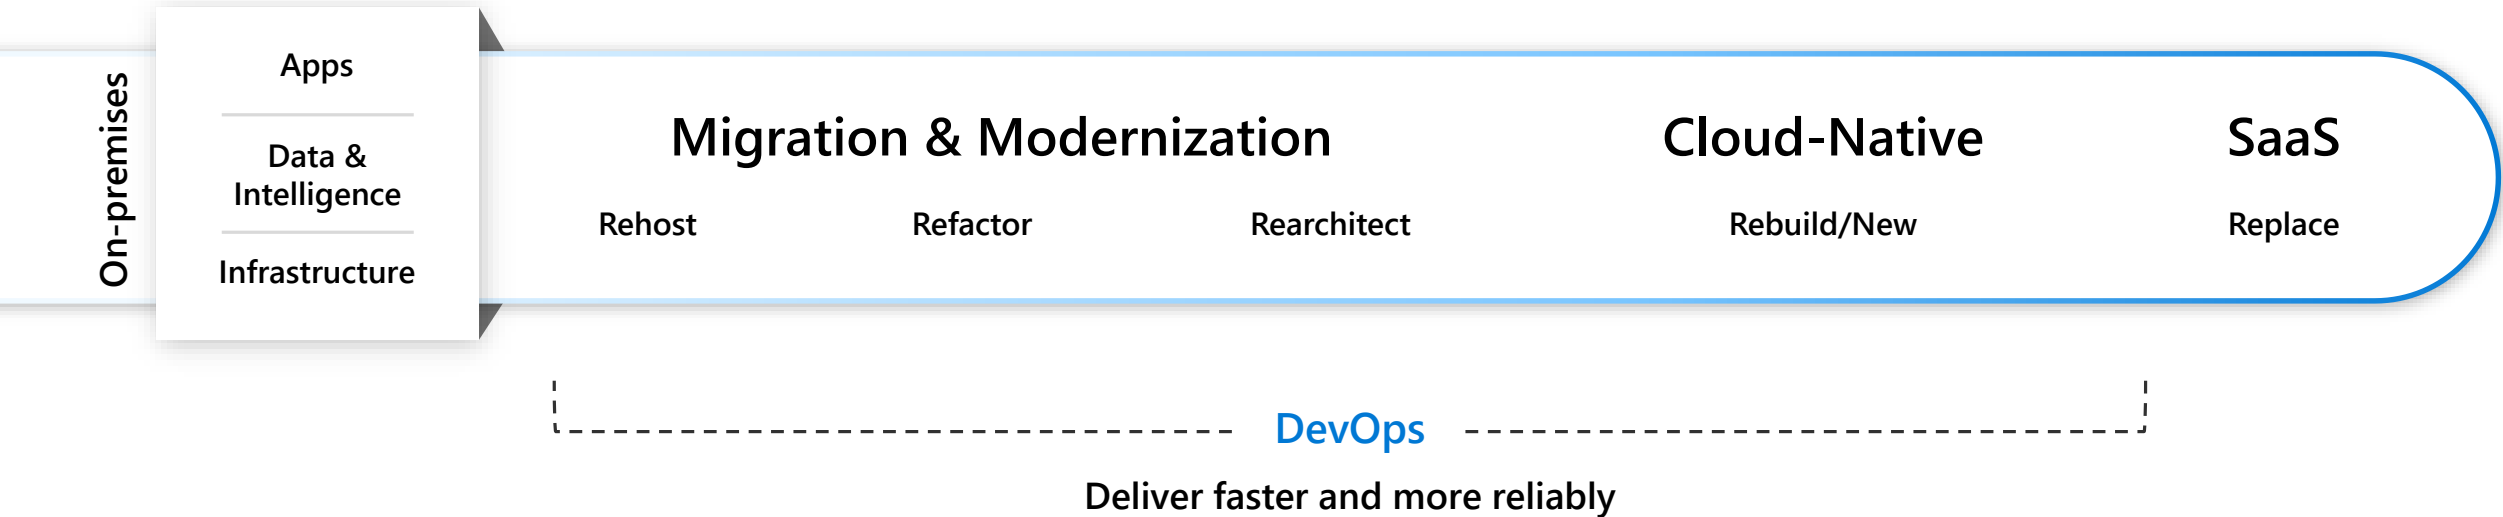 On-premises
Apps
Data &
Intelligence
Infrastructure
Migration & Modernization
Rehost
Refactor
Rearchitect
Cloud-Native
Rebuild/New
SaaS
Replace
DevOps
Deliver faster and more reliably